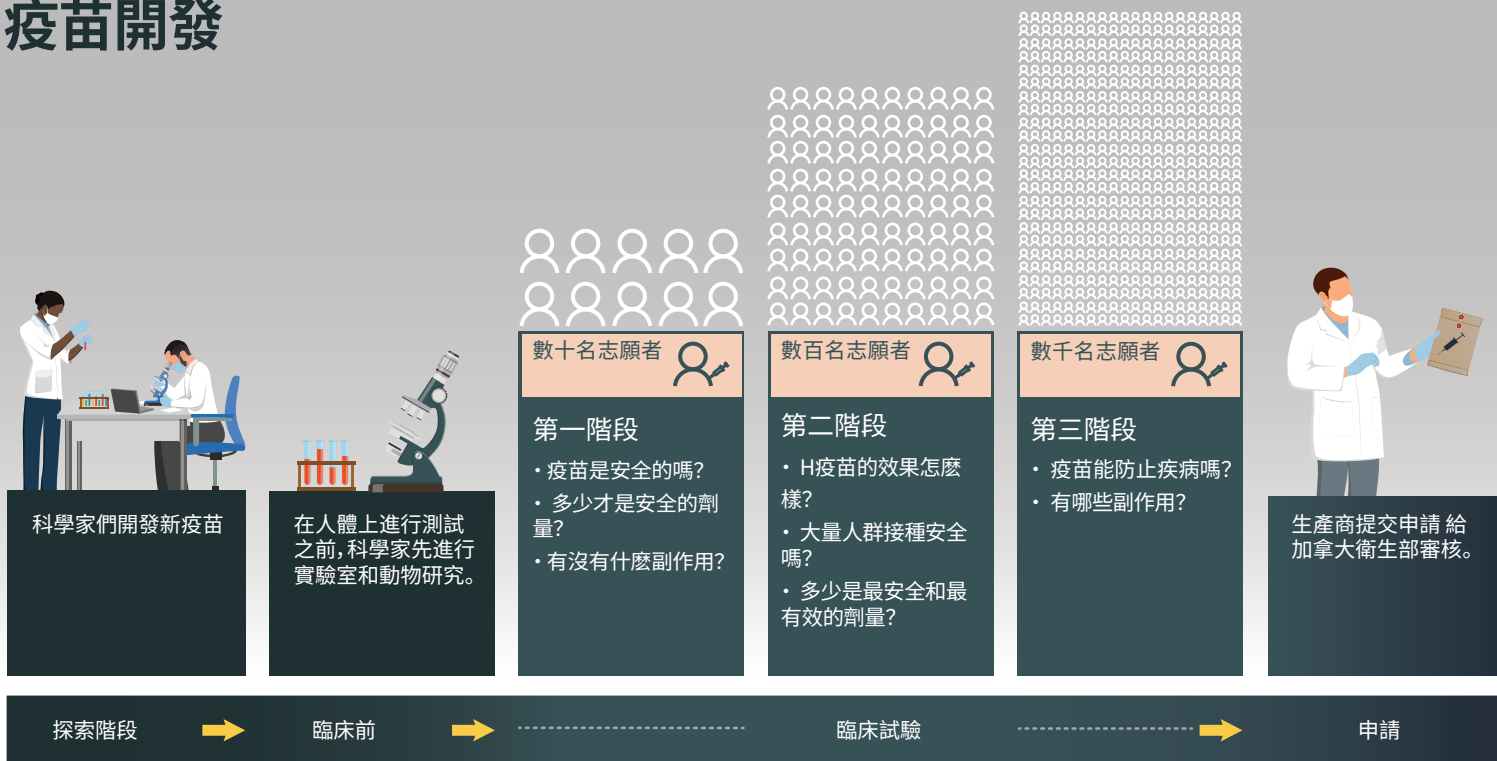 疫苗開發
科學家們開發新疫苗
在人體上進行測試
之前，科學家先進行
實驗室和動物研究。
數十名志願者
第一階段
• 疫苗是安全的嗎？
• 多少才是安全的劑
量？
• 有沒有什麼副作用？
數百名志願者
第二階段
• H疫苗的效果怎麼
樣？
• 大量人群接種安全
嗎？
• 多少是最安全和最
有效的劑量？
數千名志願者
第三階段
• 疫苗能防止疾病嗎？
• 有哪些副作用？
生產商提交申請 給
加拿大衛生部審核。
探索階段
臨床前
臨床試驗
申請